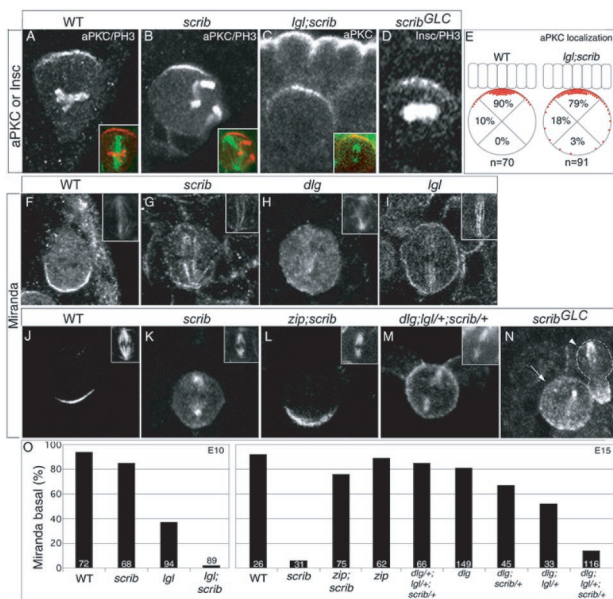 WT scrib lgl;scrib scribGLC
A aPKC/PH3 B aPKC/PH3 C aPKC D Insc/PH3 E aPKC localization
aPKC or Insc
WT lgl;scrib
90% 79%
10% 18%
0% 3%
n=70 n=91
WT scrib dlg lgl
F G H I
Miranda
WT scrib zip;scrib dlg;lgl/+;scrib/+ scribGLC
J K L M N
O E10 E15
Miranda basal (%)
100
80
60
40
20
0
72 68 94 89 26 31 75 62 66 149 45 33 116
WT scrib lgl lgl; WT scrib zip; zip dlg/+; dlg dlg; dlg; dlg;
scrib scrib lgl/+; scrib/+ lgl/+ lgl/+;
scrib/+ scrib/+